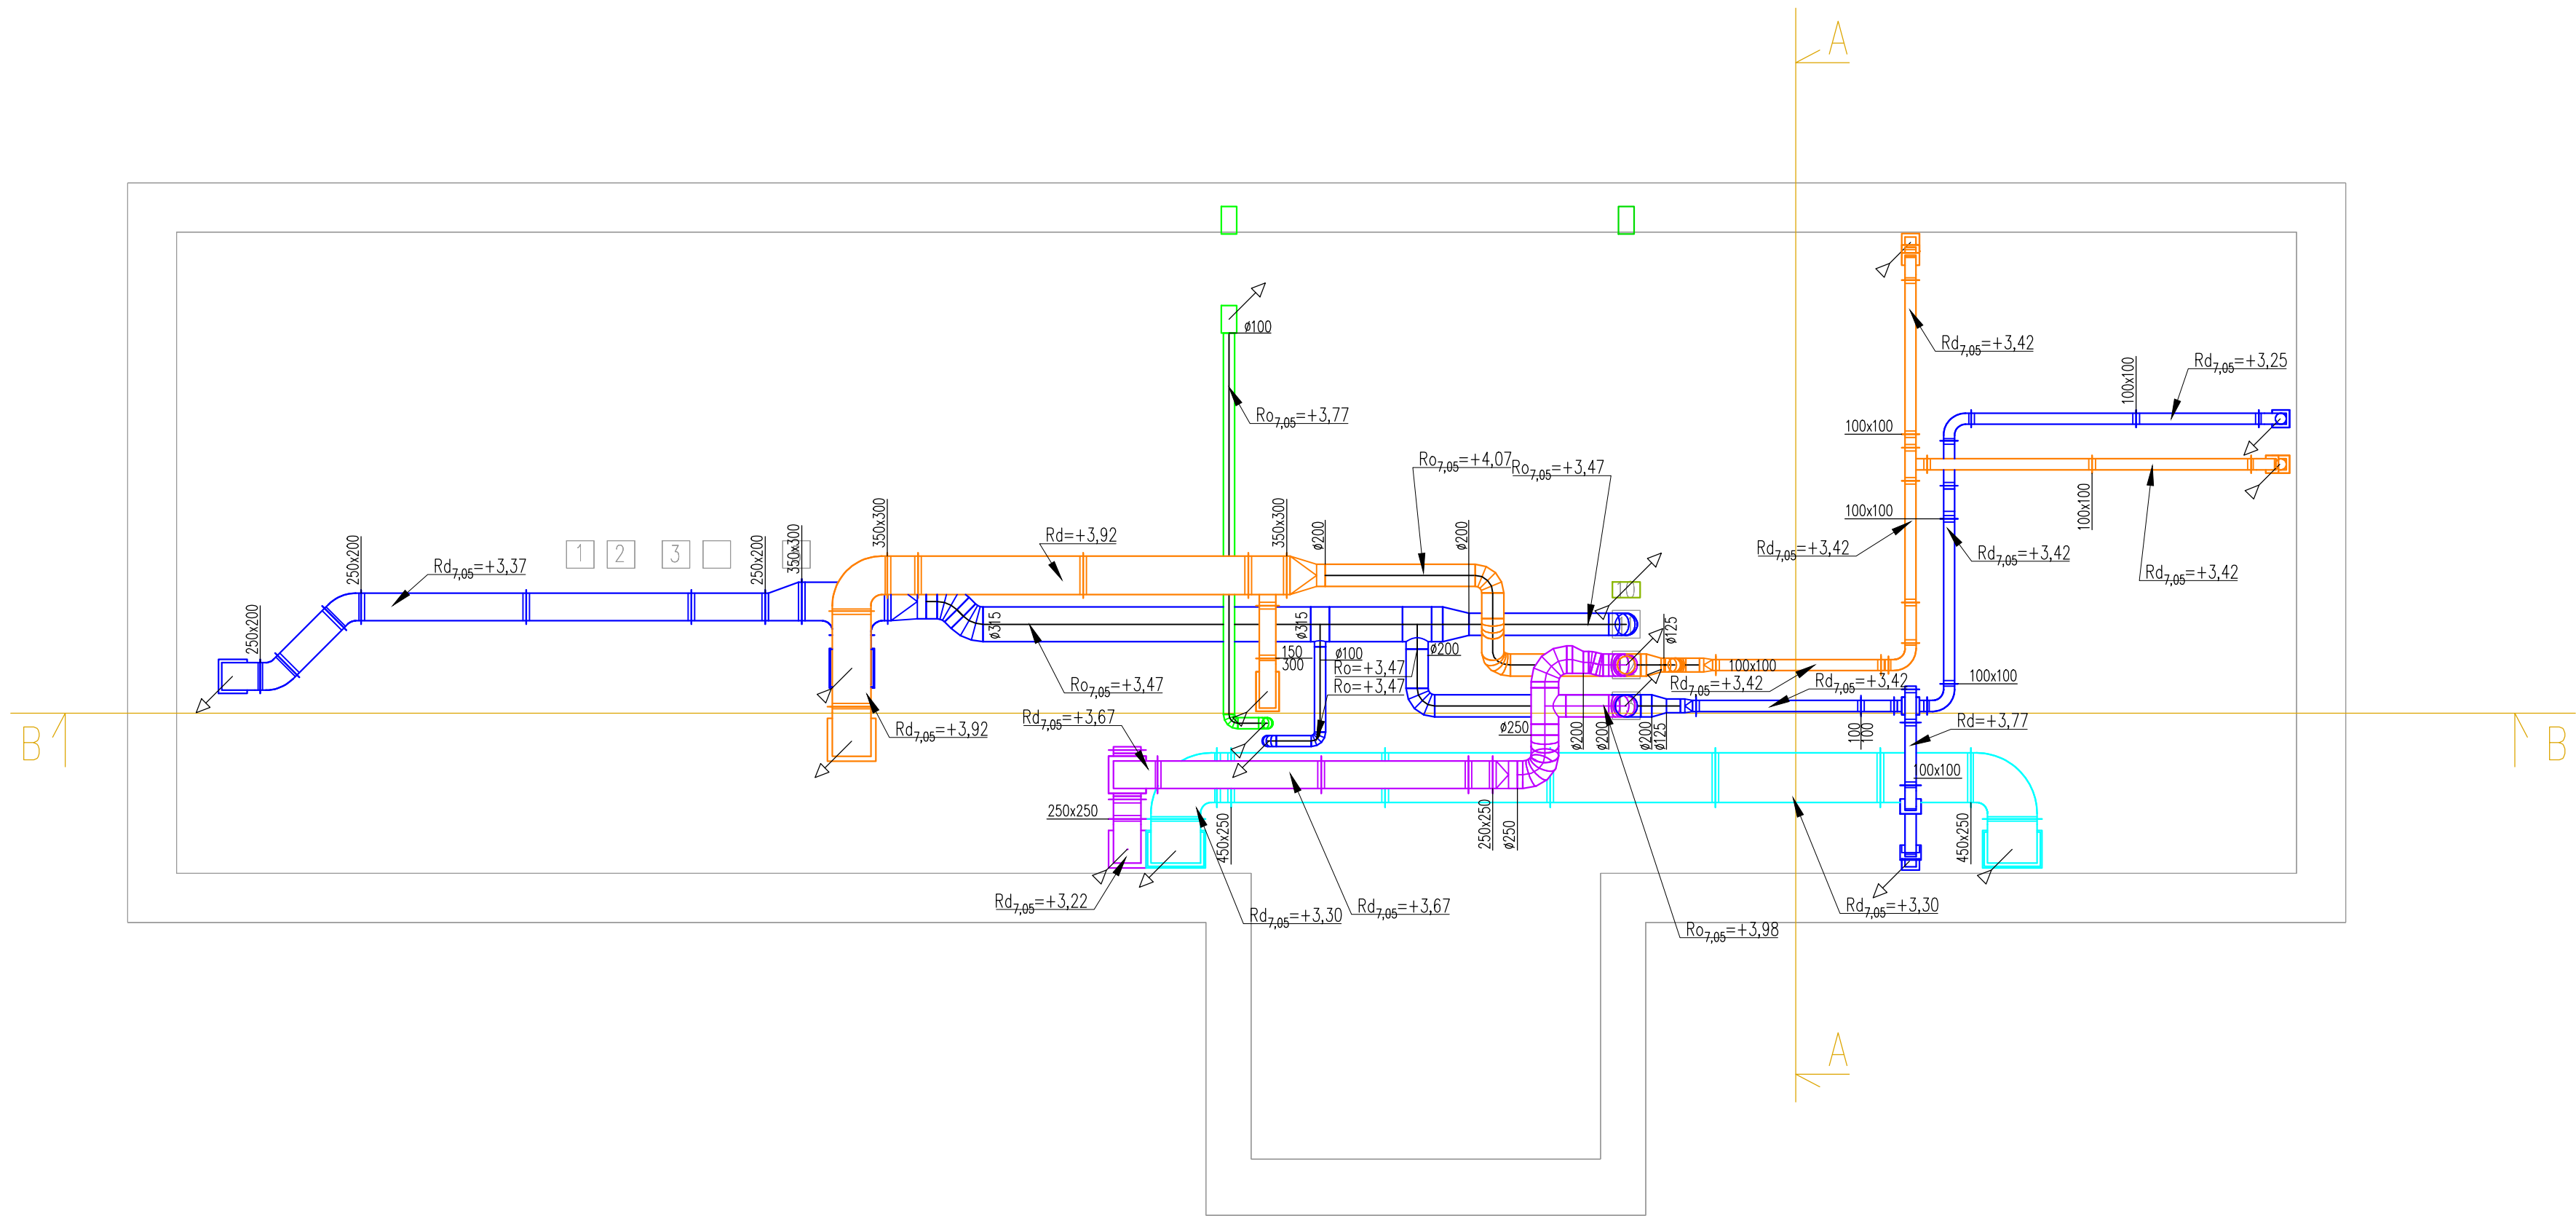 A
Rd7,05=+3,42
Rd7,05=+3,25
100x100
ø100
Ro7,05=+3,77
100x100
Ro7,05=+4,07
Ro7,05=+3,47
100x100
100x100
350x300
350x300
Rd=+3,92
ø200
ø200
Rd7,05=+3,42
Rd7,05=+3,42
Rd7,05=+3,42
250x200
Rd7,05=+3,37
1
2
3
250x200
350x300
10
250x200
ø315
ø315
ø125
150
300
ø100
ø200
Ro=+3,47
100x100
Ro7,05=+3,47
Ro=+3,47
Rd7,05=+3,42
Rd7,05=+3,42
100x100
B
Rd7,05=+3,92
Rd7,05=+3,67
ø250
ø200
ø200
ø200
ø125
100
100
Rd=+3,77
B
100x100
250x250
450x250
250x250
ø250
450x250
Rd7,05=+3,22
Rd7,05=+3,30
Rd7,05=+3,67
Ro7,05=+3,98
Rd7,05=+3,30
A